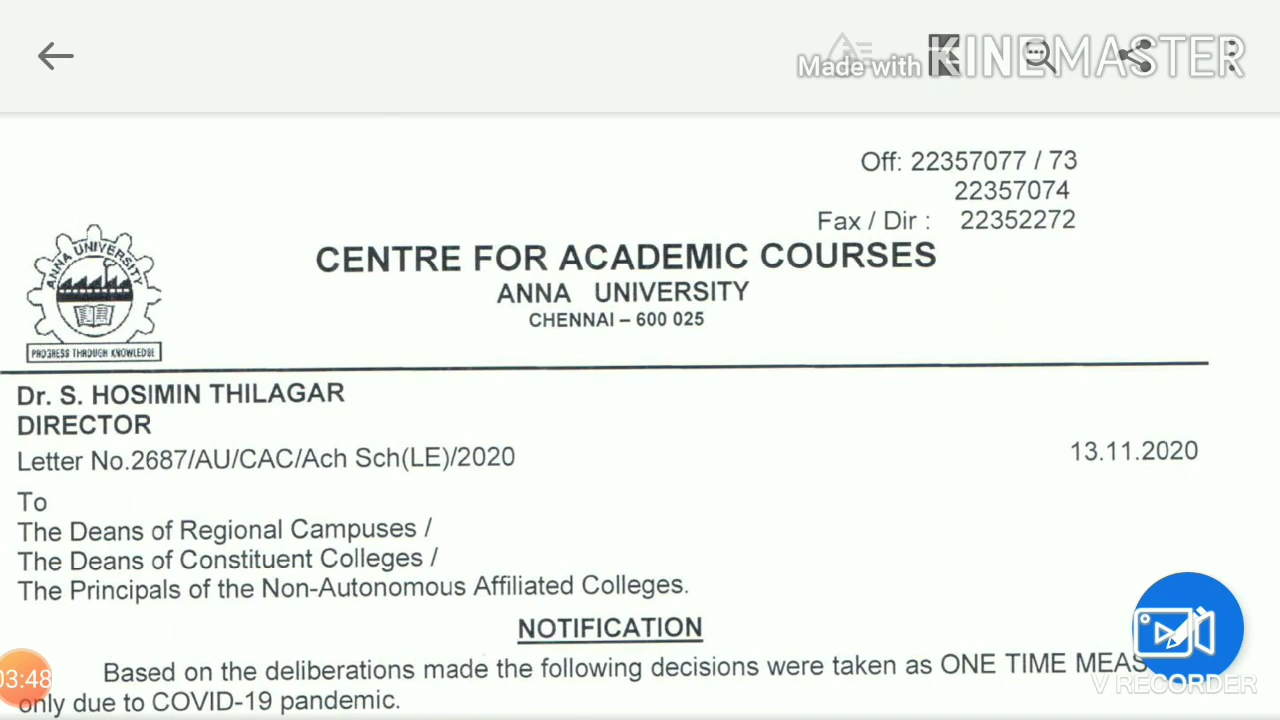 Made with KINEMASTER
Off: 22357077 / 73
22357074
Fax / Dir : 22352272
ANNA UNIVERSITY
PROGRESS THROUGH KNOWLEDGE
CENTRE FOR ACADEMIC COURSES
ANNA UNIVERSITY
CHENNAI – 600 025
Dr. S. HOSIMIN THILAGAR
DIRECTOR
Letter No.2687/AU/CAC/Ach Sch(LE)/2020
13.11.2020
To
The Deans of Regional Campuses /
The Deans of Constituent Colleges /
The Principals of the Non-Autonomous Affiliated Colleges.
NOTIFICATION
Based on the deliberations made the following decisions were taken as ONE TIME
only due to COVID-19 pandemic.
03:48
V RECORDER